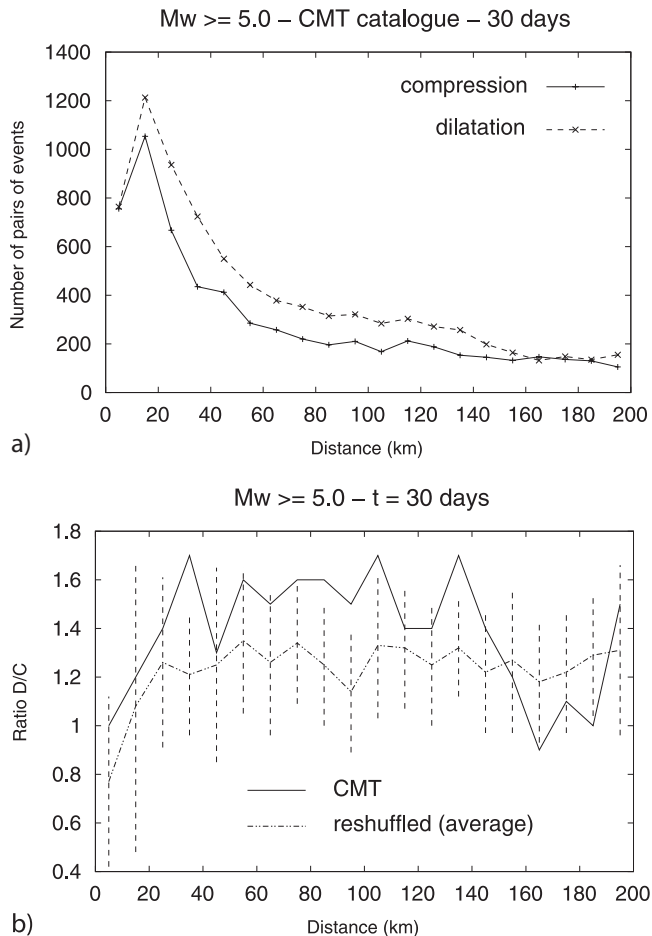 Mw >= 5.0 – CMT catalogue – 30 days
1400
1200
1000
800
600
400
200
0
Number of pairs of events
compression
dilatation
0 20 40 60 80 100 120 140 160 180 200
Distance (km)
a)
Mw >= 5.0 – t = 30 days
1.8
1.6
1.4
1.2
1
0.8
0.6
0.4
Ratio D/C
CMT
reshuffled (average)
0 20 40 60 80 100 120 140 160 180 200
Distance (km)
b)